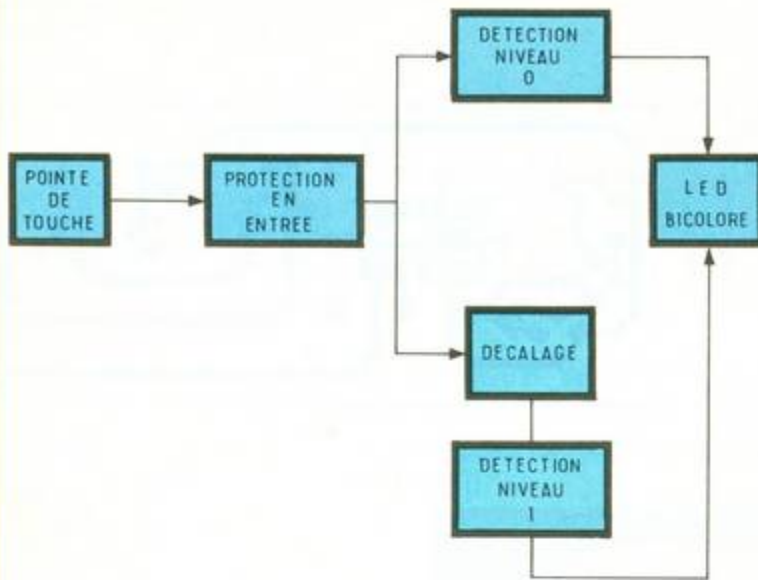 DETECTION
NIVEAU
0
POINTE
DE
TOUCHE
PROTECTION
EN
ENTREE
LED
BICOLORE
DECALAGE
DETECTION
NIVEAU
1